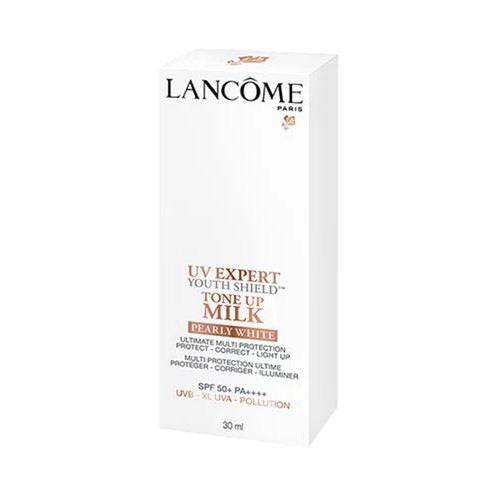 LANCÔME
PARIS
UV EXPERT
YOUTH SHIELD™
TONE UP
MILK
PEARLY WHITE
ULTIMATE MULTI PROTECTION
PROTECT - CORRECT - LIGHT UP
MULTI PROTECTION ULTIME
PROTÉGER - CORRIGER - ILLUMINER
SPF 50+ PA++++
UVB - XL UVA - POLLUTION
30 ml